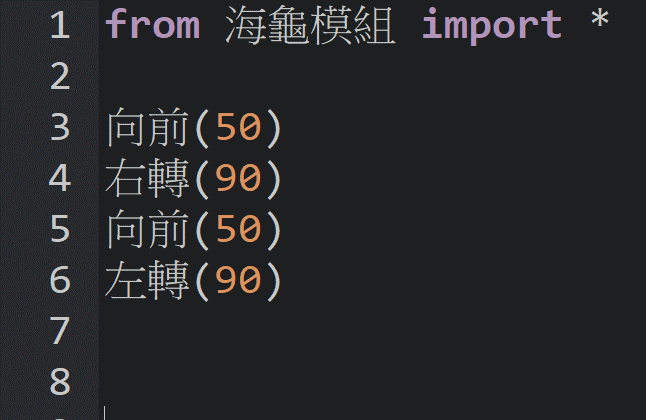 1 from 海龜模組 import *
2
3 向前(50)
4 右轉(90)
5 向前(50)
6 左轉(90)
7
8